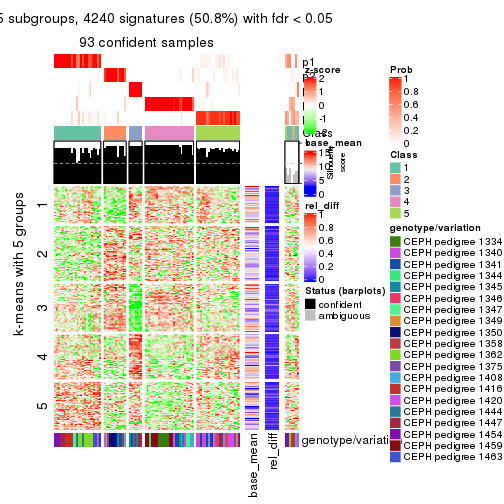 5 subgroups, 4240 signatures (50.8%) with fdr < 0.05
93 confident samples
p1
z-score
2
1
0
-1
-2
Class
base_mean
15
10
5
0
Silhouette
score
rel_diff
1
0.8
0.6
0.4
0.2
0
Status (barplots)
confident
ambiguous
Prob
1
0.8
0.6
0.4
0.2
0
Class
1
2
3
4
5
genotype/variation
CEPH pedigree 1334
CEPH pedigree 1340
CEPH pedigree 1341
CEPH pedigree 1344
CEPH pedigree 1345
CEPH pedigree 1346
CEPH pedigree 1347
CEPH pedigree 1349
CEPH pedigree 1350
CEPH pedigree 1358
CEPH pedigree 1362
CEPH pedigree 1375
CEPH pedigree 1408
CEPH pedigree 1416
CEPH pedigree 1420
CEPH pedigree 1444
CEPH pedigree 1447
CEPH pedigree 1454
CEPH pedigree 1459
CEPH pedigree 1463
k-means with 5 groups
1
2
3
4
5
genotype/variati
base_mean
rel_diff